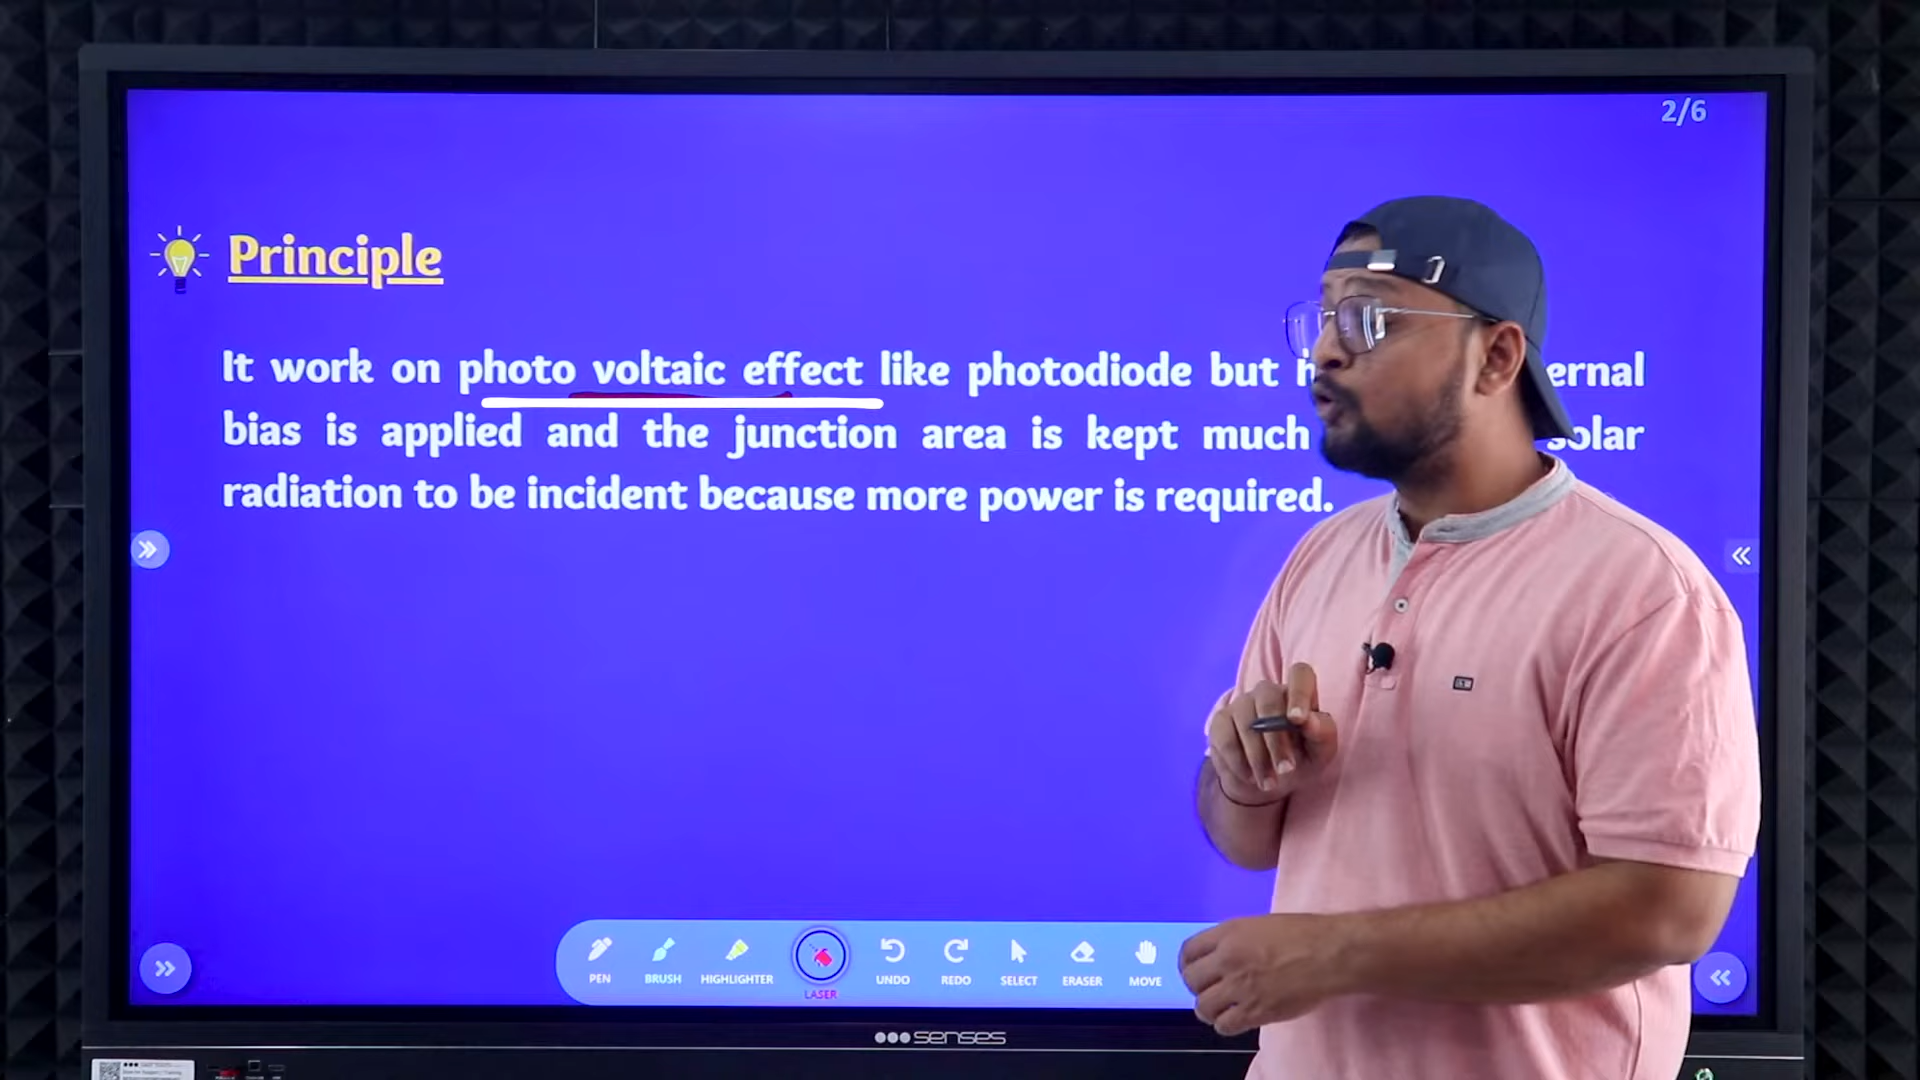 2/6
Principle
It work on photo voltaic effect like photodiode but
bias is applied and the junction area is kept much solar
radiation to be incident because more power is required.
PEN BRUSH HIGHLIGHTER LASER UNDO REDO SELECT ERASER MOVE
senses